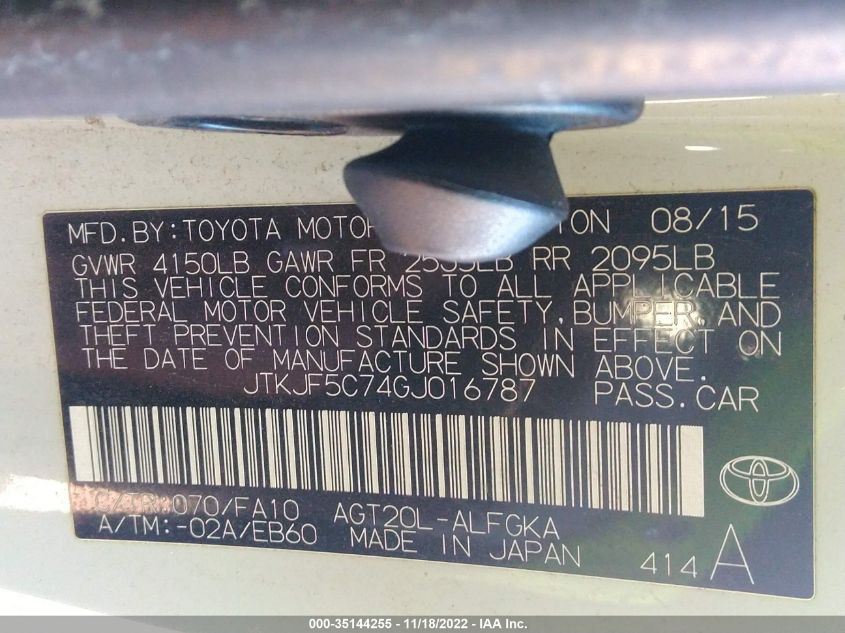 MFD. BY: TOYOTA MOTOR TION 08/15
GVWR 4150LB GAWR FR RR 2095LB
THIS VEHICLE CONFORMS TO ALL APPLICABLE
FEDERAL MOTOR VEHICLE SAFETY, BUMPER, AND
THEFT PREVENTION STANDARDS IN EFFECT ON
THE DATE OF MANUFACTURE SHOWN ABOVE.
JTKJF5C74GJ016787 PASS. CAR
C/TR: 070/FA10 AGT20L-ALFGKA
A/TM: -02A/EB60 MADE IN JAPAN
414 A
000-35144255 - 11/18/2022 - IAA Inc.